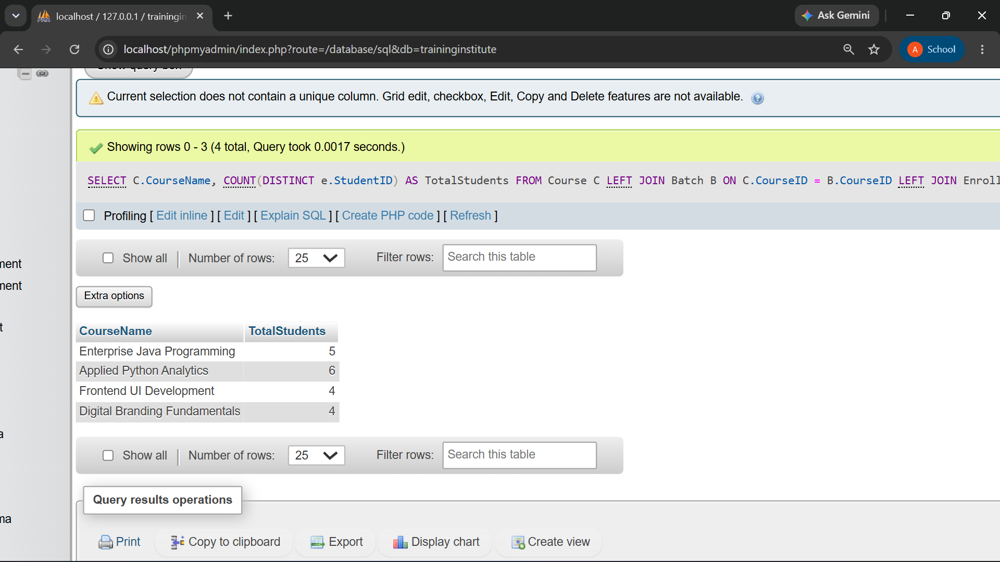 localhost / 127.0.0.1 / trainingin
Ask Gemini
localhost/phpmyadmin/index.php?route=/database/sql&db=traininginstitute
A School
Show query box
Current selection does not contain a unique column. Grid edit, checkbox, Edit, Copy and Delete features are not available.
Showing rows 0 - 3 (4 total, Query took 0.0017 seconds.)
SELECT C.CourseName, COUNT(DISTINCT e.StudentID) AS TotalStudents FROM Course C LEFT JOIN Batch B ON C.CourseID = B.CourseID LEFT JOIN Enroll
Profiling [ Edit inline ] [ Edit ] [ Explain SQL ] [ Create PHP code ] [ Refresh ]
Show all | Number of rows: 25 Filter rows: Search this table
ment
ment
Extra options
t
CourseName TotalStudents
Enterprise Java Programming 5
Applied Python Analytics 6
Frontend UI Development 4
Digital Branding Fundamentals 4
a
Show all | Number of rows: 25 Filter rows: Search this table
Query results operations
ma
Print Copy to clipboard Export Display chart Create view